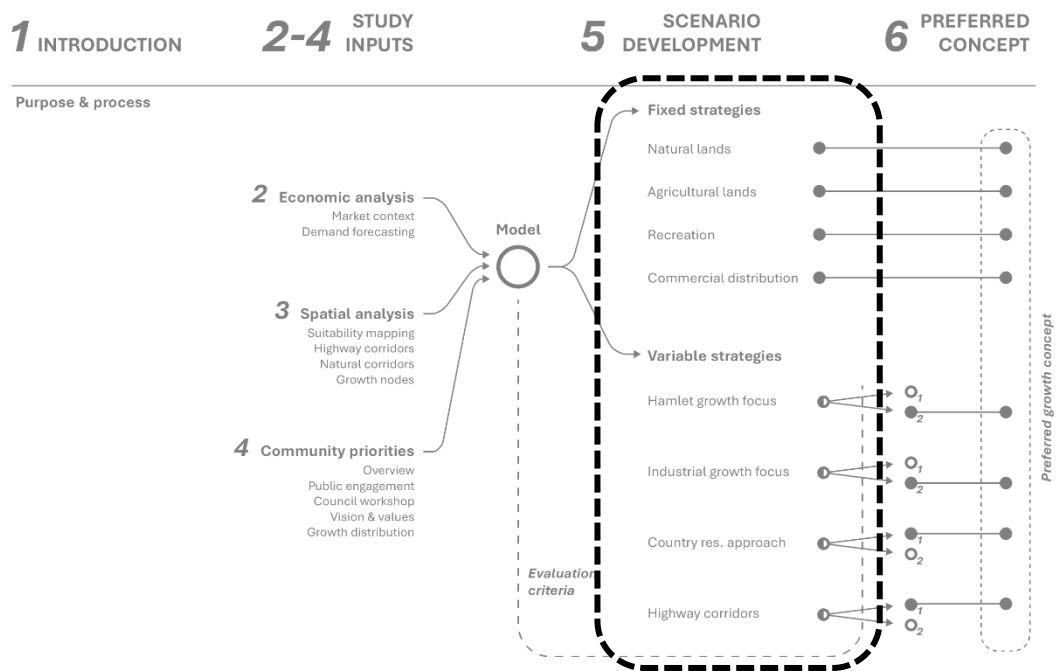 1 INTRODUCTION
2-4 STUDY
INPUTS
5 SCENARIO
DEVELOPMENT
6 PREFERRED
CONCEPT
Purpose & process
2 Economic analysis
Market context
Demand forecasting
3 Spatial analysis
Suitability mapping
Highway corridors
Natural corridors
Growth nodes
4 Community priorities
Overview
Public engagement
Council workshop
Vision & values
Growth distribution
Model
Evaluation
criteria
Fixed strategies
Natural lands
Agricultural lands
Recreation
Commercial distribution
Variable strategies
Hamlet growth focus
1
2
Industrial growth focus
1
2
Country res. approach
1
2
Highway corridors
1
2
Preferred growth concept